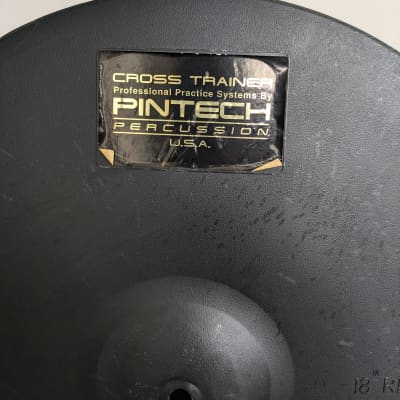 CROSS TRAINER
Professional Practice Systems By
PINTECH
PERCUSSION
U.S.A.
18